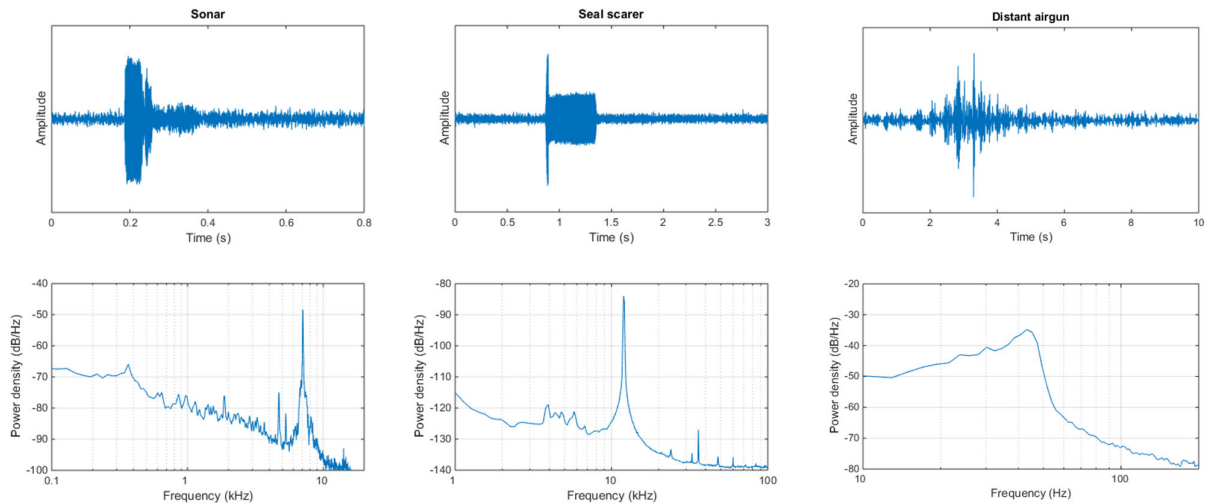 Sonar
Amplitude
0 0.2 0.4 0.6 0.8
Time (s)
Seal scarer
Amplitude
0 0.5 1 1.5 2 2.5 3
Time (s)
Distant airgun
Amplitude
0 2 4 6 8 10
Time (s)
Power density (dB/Hz)
-40
-50
-60
-70
-80
-90
-100
0.1 1 10
Frequency (kHz)
Power density (dB/Hz)
-80
-90
-100
-110
-120
-130
-140
1 10 100
Frequency (kHz)
Power density (dB/Hz)
-20
-30
-40
-50
-60
-70
-80
10 100
Frequency (Hz)